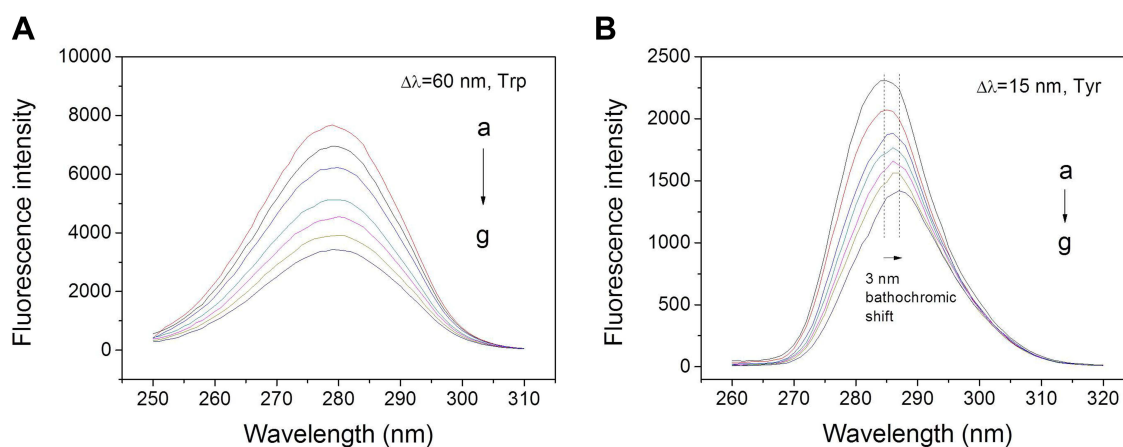 A
Fluorescence intensity
10000
8000
6000
4000
2000
0
Δλ=60 nm, Trp
a
g
250 260 270 280 290 300 310
Wavelength (nm)
B
Fluorescence intensity
2500
2000
1500
1000
500
0
Δλ=15 nm, Tyr
a
g
3 nm
bathochromic
shift
260 270 280 290 300 310 320
Wavelength (nm)